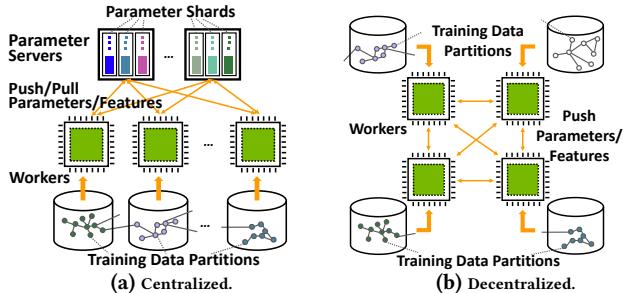 Parameter Shards
Parameter
Servers
...
...
Push/Pull
Parameters/Features
...
Workers
...
Training Data Partitions
(a) Centralized.
Training Data
Partitions
Workers
Push
Parameters/
Features
Training Data Partitions
(b) Decentralized.